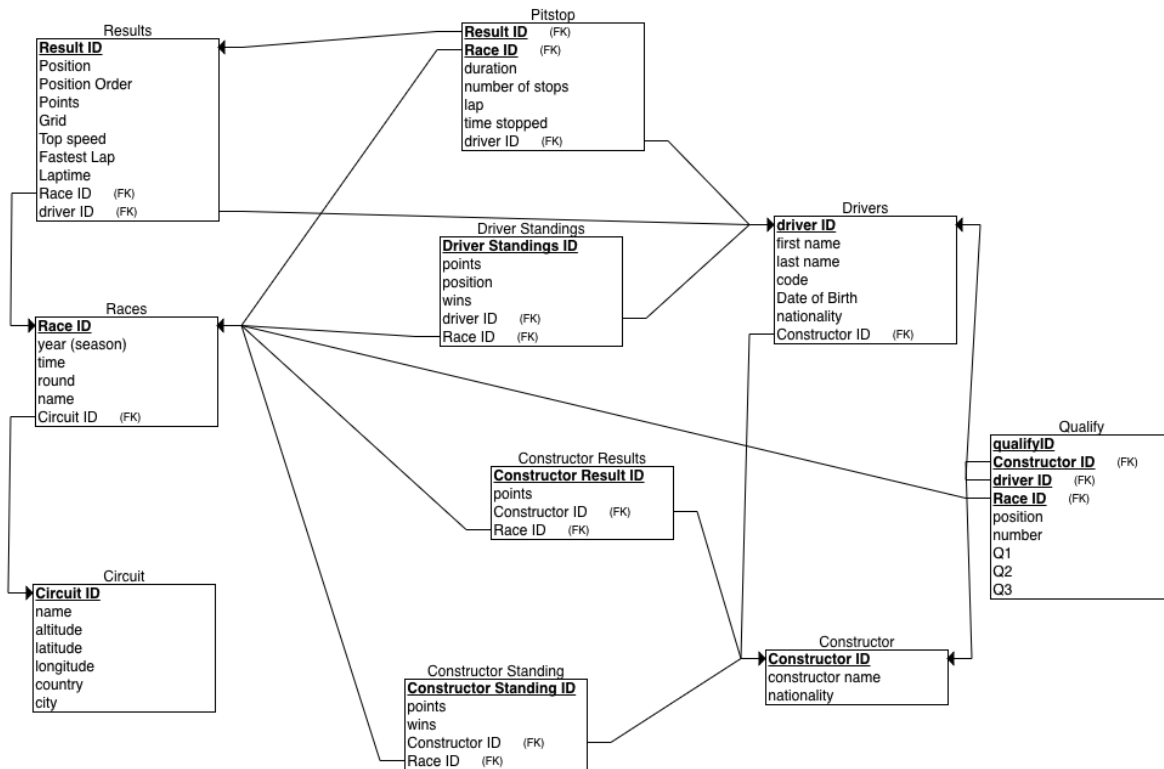 Results
Result ID
Position
Position Order
Points
Grid
Top speed
Fastest Lap
Laptime
Race ID (FK)
driver ID (FK)
Pitstop
Result ID (FK)
Race ID (FK)
duration
number of stops
lap
time stopped
driver ID (FK)
Driver Standings
Driver Standings ID
points
position
wins
driver ID (FK)
Race ID (FK)
Drivers
driver ID
first name
last name
code
Date of Birth
nationality
Constructor ID (FK)
Races
Race ID
year (season)
time
round
name
Circuit ID (FK)
Qualify
qualifyID
Constructor ID (FK)
driver ID (FK)
Race ID (FK)
position
number
Q1
Q2
Q3
Constructor Results
Constructor Result ID
points
Constructor ID (FK)
Race ID (FK)
Circuit
Circuit ID
name
altitude
latitude
longitude
country
city
Constructor Standing
Constructor Standing ID
points
wins
Constructor ID (FK)
Race ID (FK)
Constructor
Constructor ID
constructor name
nationality